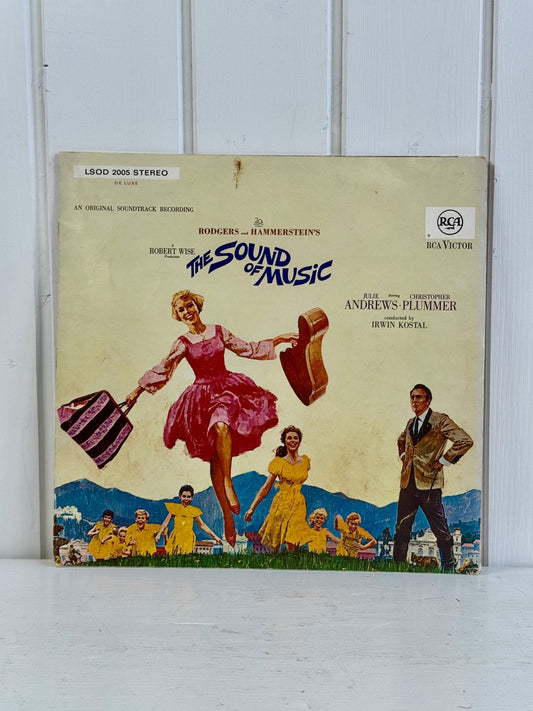 LSOD 2005 STEREO
DE LUXE
AN ORIGINAL SOUNDTRACK RECORDING
RCA
RCA VICTOR
20th
RODGERS and HAMMERSTEIN'S
A
ROBERT WISE
Production
THE SOUND
OF MUSIC
JULIE Starring CHRISTOPHER
ANDREWS · PLUMMER
conducted by
IRWIN KOSTAL